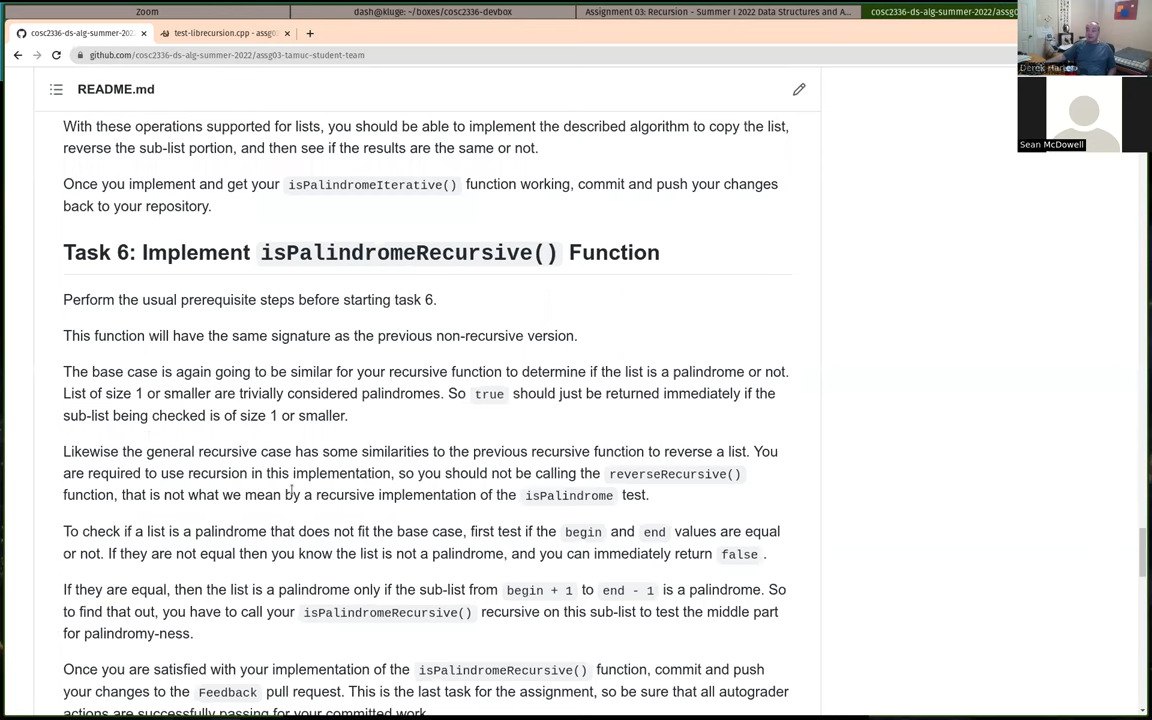 Zoom
dash@kluge: ~/boxes/cosc2336-devbox
Assignment 03: Recursion - Summer I 2022 Data Structures and A...
cosc2336-ds-alg-summer-2022/assg0
cosc2336-ds-alg-summer-202
test-librecursion.cpp - assg0
github.com/cosc2336-ds-alg-summer-2022/assg03-tamuc-student-team
Sean McDowell
README.md
With these operations supported for lists, you should be able to implement the described algorithm to copy the list,
reverse the sub-list portion, and then see if the results are the same or not.
Once you implement and get your isPalindromeIterative() function working, commit and push your changes
back to your repository.
Task 6: Implement isPalindromeRecursive() Function
Perform the usual prerequisite steps before starting task 6.
This function will have the same signature as the previous non-recursive version.
The base case is again going to be similar for your recursive function to determine if the list is a palindrome or not.
List of size 1 or smaller are trivially considered palindromes. So true should just be returned immediately if the
sub-list being checked is of size 1 or smaller.
Likewise the general recursive case has some similarities to the previous recursive function to reverse a list. You
are required to use recursion in this implementation, so you should not be calling the reverseRecursive()
function, that is not what we mean by a recursive implementation of the isPalindrome test.
To check if a list is a palindrome that does not fit the base case, first test if the begin and end values are equal
or not. If they are not equal then you know the list is not a palindrome, and you can immediately return false .
If they are equal, then the list is a palindrome only if the sub-list from begin + 1 to end - 1 is a palindrome. So
to find that out, you have to call your isPalindromeRecursive() recursive on this sub-list to test the middle part
for palindromy-ness.
Once you are satisfied with your implementation of the isPalindromeRecursive() function, commit and push
your changes to the Feedback pull request. This is the last task for the assignment, so be sure that all autograder
actions are successfully passing for your committed work.